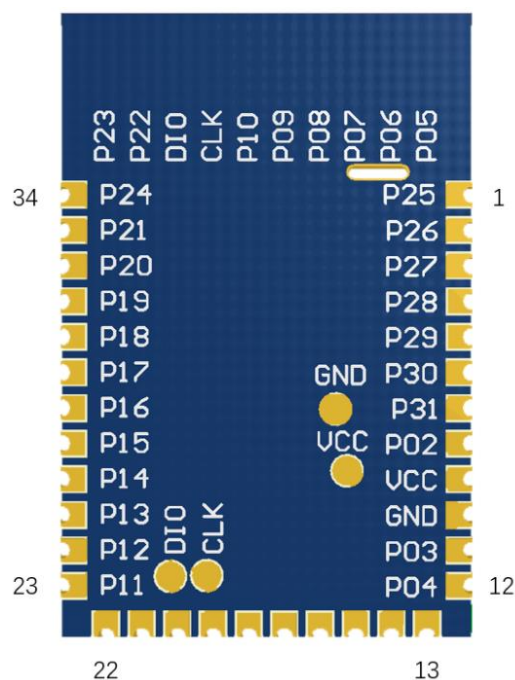 P23 P22 DIO CLK P10 P09 P08 P07 P06 P05
34 P24 P25 1
P21 P26
P20 P27
P19 P28
P18 P29
P17 GND P30
P16 P31
P15 VCC P02
P14 VCC
P13 DIO CLK GND
P12 P03
23 P11 P04 12
22 13